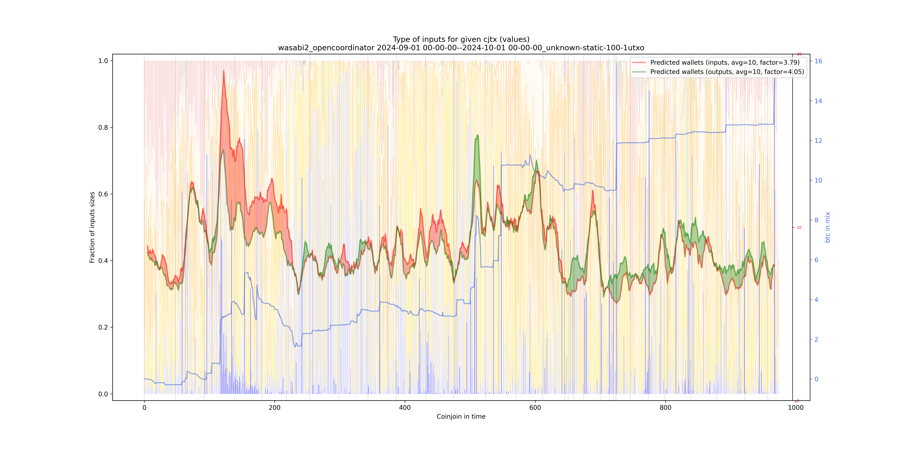 Type of inputs for given cjtx (values)
wasabi2_opencoordinator 2024-09-01 00-00-00--2024-10-01 00-00-00_unknown-static-100-1utxo
Predicted wallets (inputs, avg=10, factor=3.79)
Predicted wallets (outputs, avg=10, factor=4.05)
Fraction of inputs sizes
1.0
0.8
0.6
0.4
0.2
0.0
0 200 400 600 800 1000
Coinjoin in time
16
14
12
10
8
6
4
2
0
btc in mix